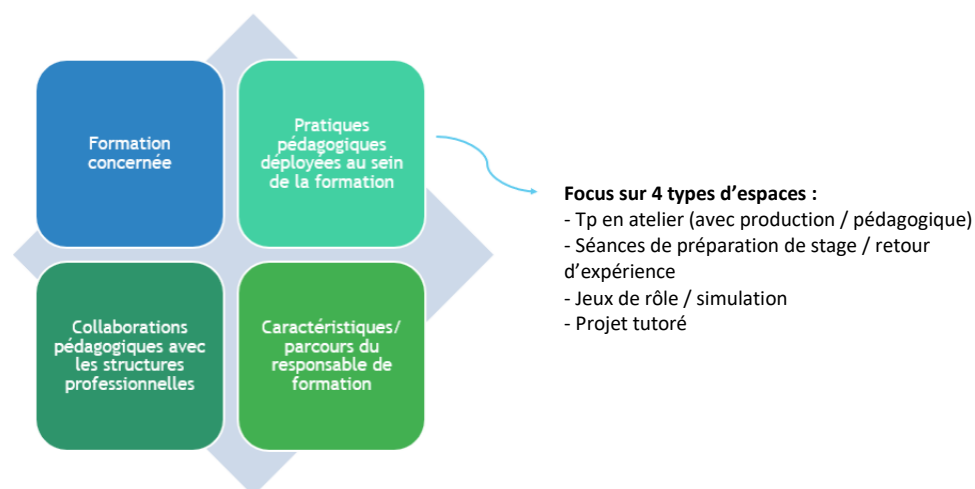 Formation
concernée
Pratiques
pédagogiques
déployées au sein
de la formation
Collaborations
pédagogiques avec
les structures
professionnelles
Caractéristiques/
parcours du
responsable de
formation
Focus sur 4 types d’espaces :
- Tp en atelier (avec production / pédagogique)
- Séances de préparation de stage / retour
d’expérience
- Jeux de rôle / simulation
- Projet tutoré